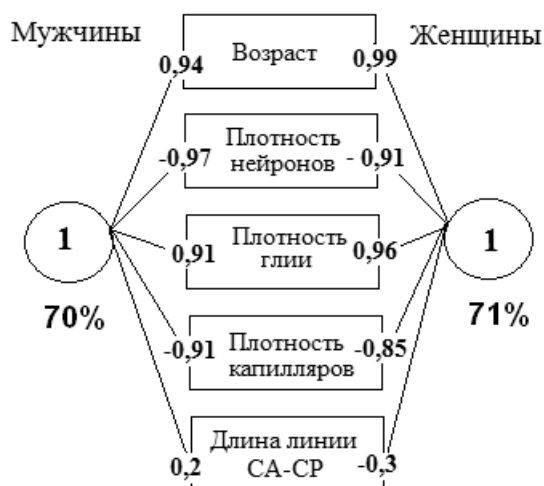 Мужчины
Женщины
0,94 Возраст 0,99
-0,97 Плотность нейронов - 0,91
1
1
0,91 Плотность глии 0,96
70%
71%
-0,91 Плотность капилляров -0,85
0,2 Длина линии СА-СР -0,3